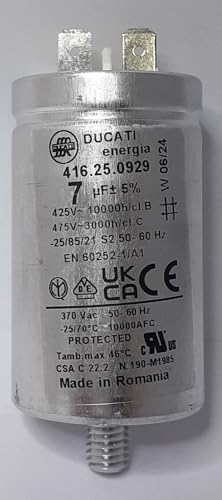 DUCATI
energia
416.25.0929
7 µF± 5%
425V~10000h/cl.B
475V~3000h/cl.C
-25/85/21 S2 50- 60 Hz
EN 60252-1/A1
W 06/24
UK
CA CE
370 Vac 50- 60 Hz
-25/70°C ~10000AFC
PROTECTED
Tamb.max 46°C
CSA C 22.2 N.190-M1985
Made in Romania